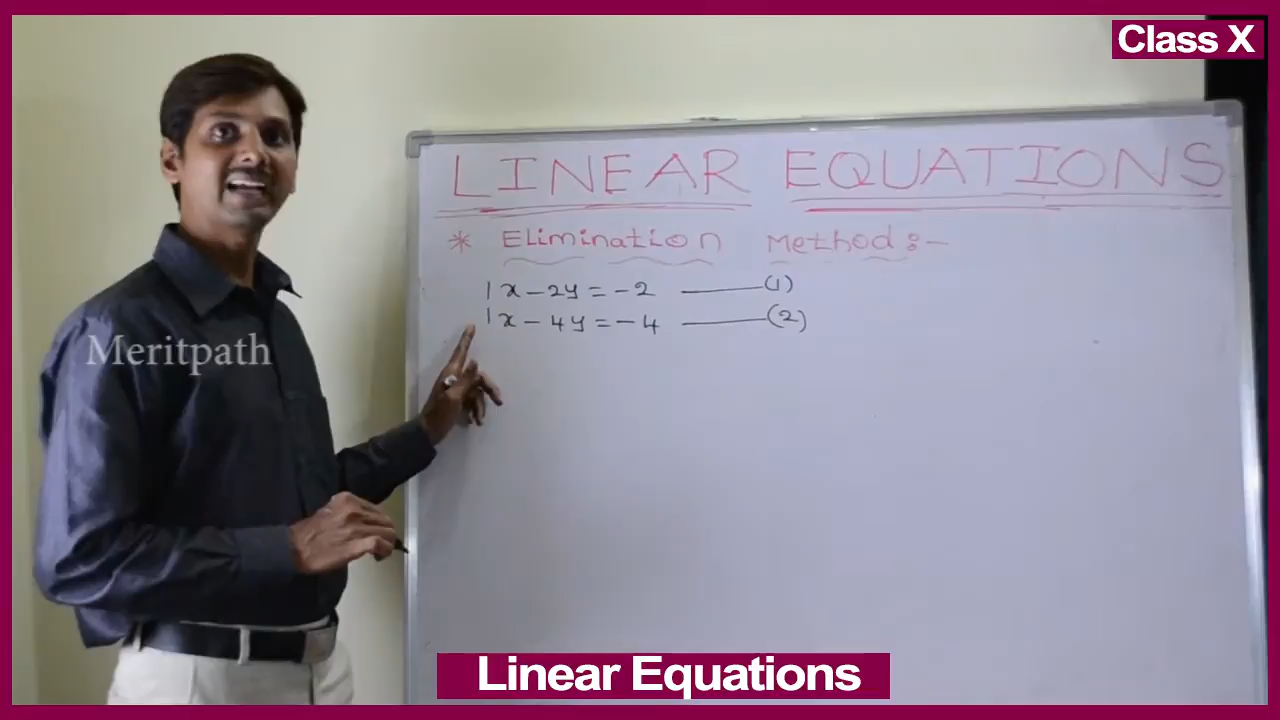 Class X
LINEAR EQUATIONS
* Elimination Method:-
1x - 2y = -2 ——— (1)
1x - 4y = -4 ——— (2)
Meritpath
Linear Equations